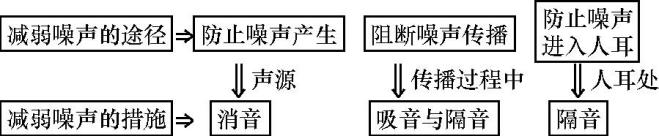 减弱噪声的途径 防止噪声产生 阻断噪声传播 防止噪声
进入人耳
声源 传播过程中 人耳处
减弱噪声的措施 消音 吸音与隔音 隔音